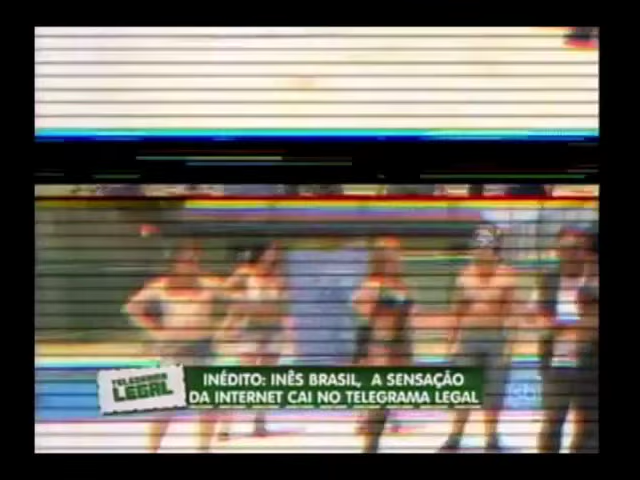 TELEGRAMA
LEGAL
INÉDITO: INÊS BRASIL, A SENSAÇÃO
DA INTERNET CAI NO TELEGRAMA LEGAL